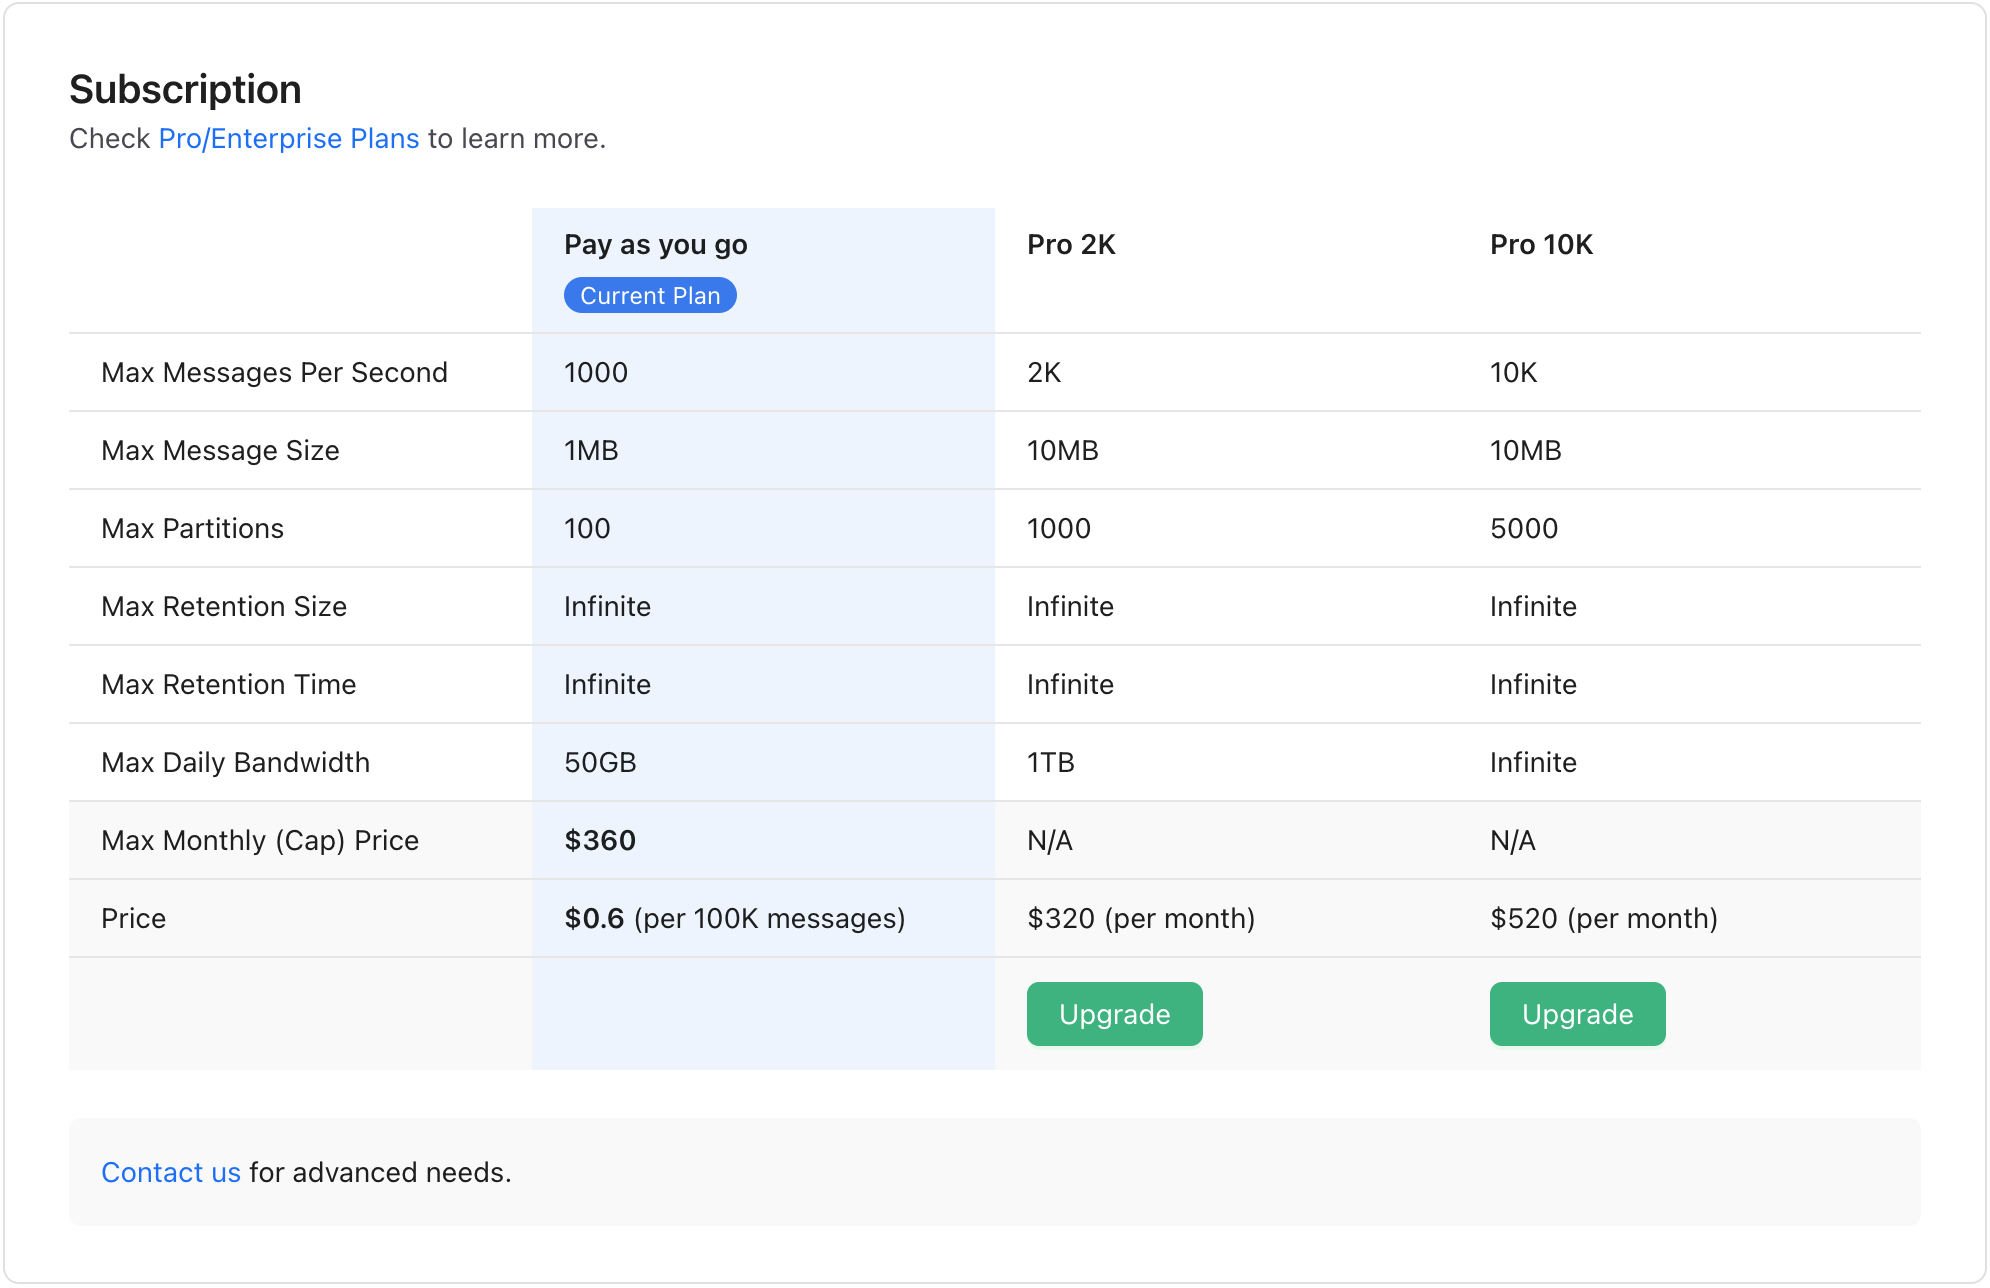 Subscription
Check Pro/Enterprise Plans to learn more.
Pay as you go Pro 2K Pro 10K
Current Plan
Max Messages Per Second 1000 2K 10K
Max Message Size 1MB 10MB 10MB
Max Partitions 100 1000 5000
Max Retention Size Infinite Infinite Infinite
Max Retention Time Infinite Infinite Infinite
Max Daily Bandwidth 50GB 1TB Infinite
Max Monthly (Cap) Price $360 N/A N/A
Price $0.6 (per 100K messages) $320 (per month) $520 (per month)
Upgrade Upgrade
Contact us for advanced needs.